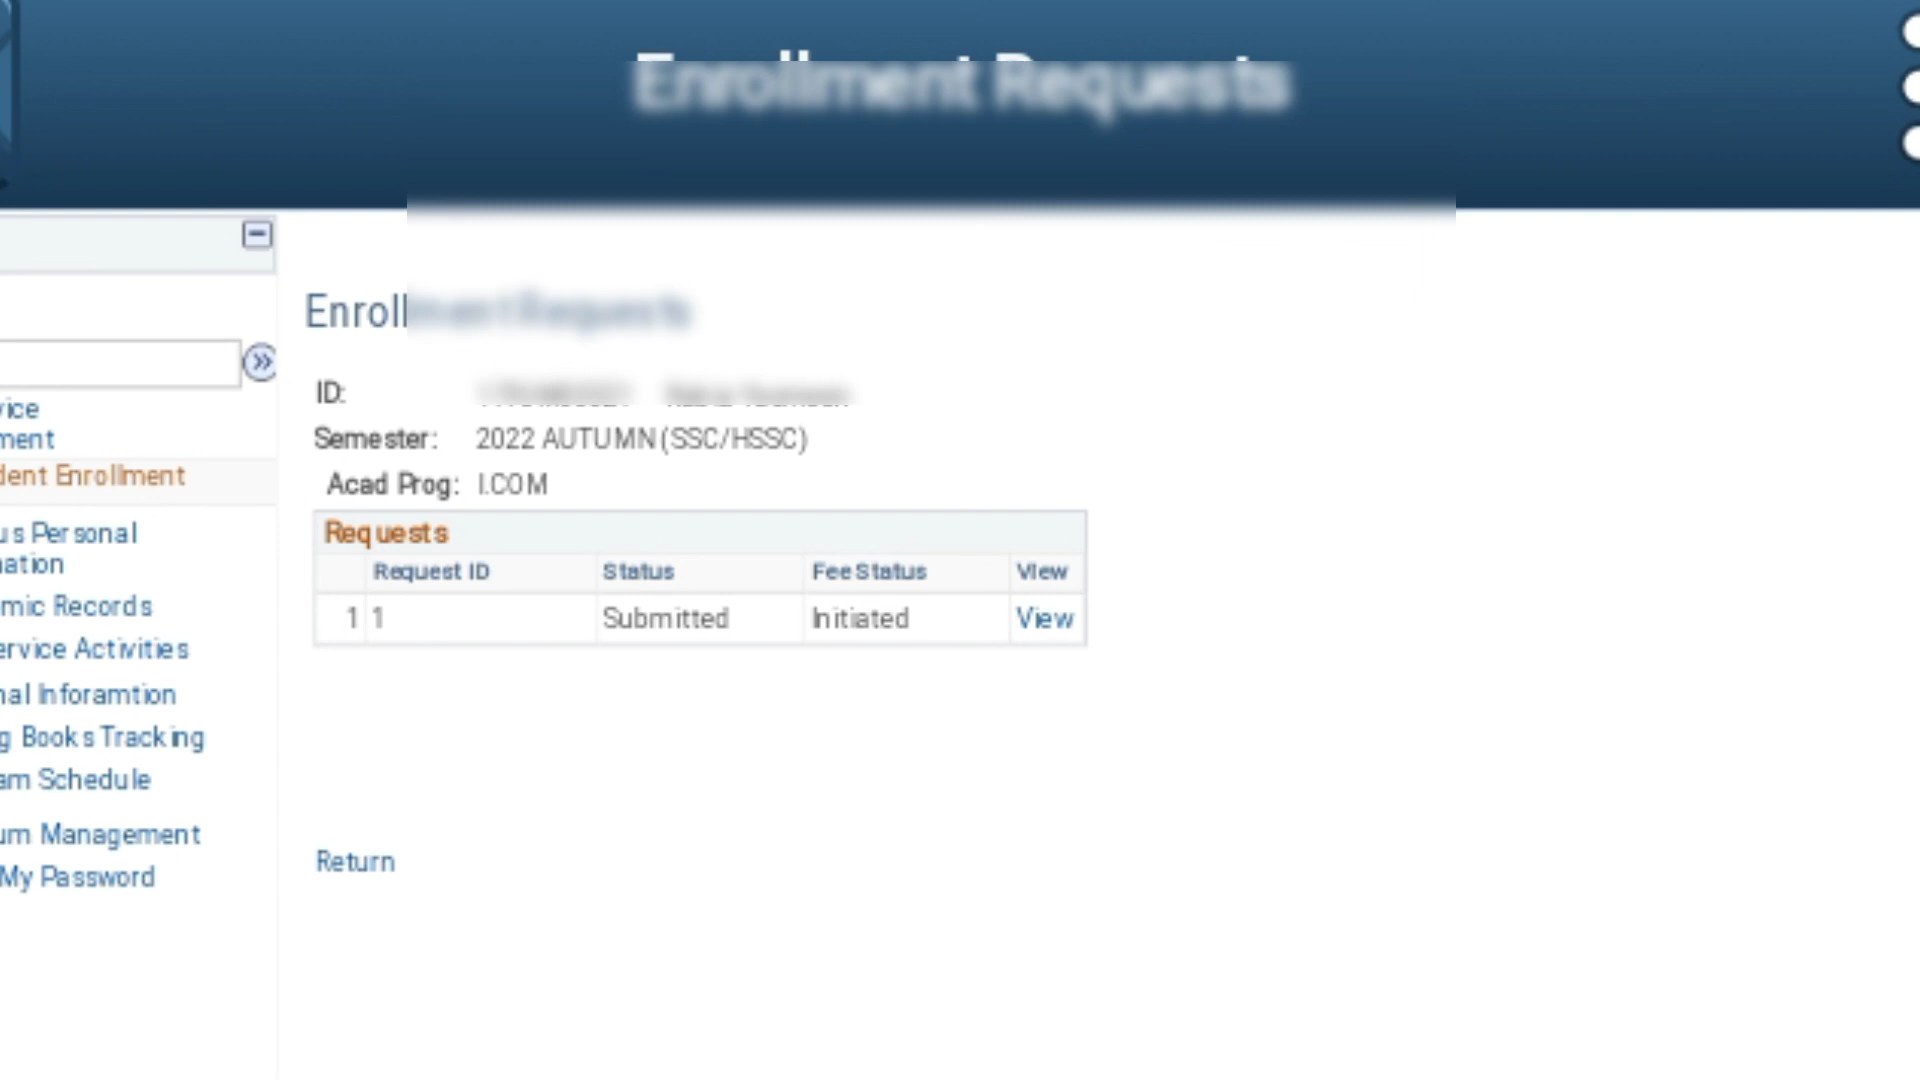 Enrollment Requests
Enrollment Requests
ID:
Semester: 2022 AUTUMN (SSC/HSSC)
Acad Prog: I.COM
Requests
Request ID Status Fee Status View
1 1 Submitted Initiated View
Return
vice
ment
dent Enrollment
us Personal
nation
mic Records
ervice Activities
nal Inforamtion
g Books Tracking
am Schedule
um Management
My Password